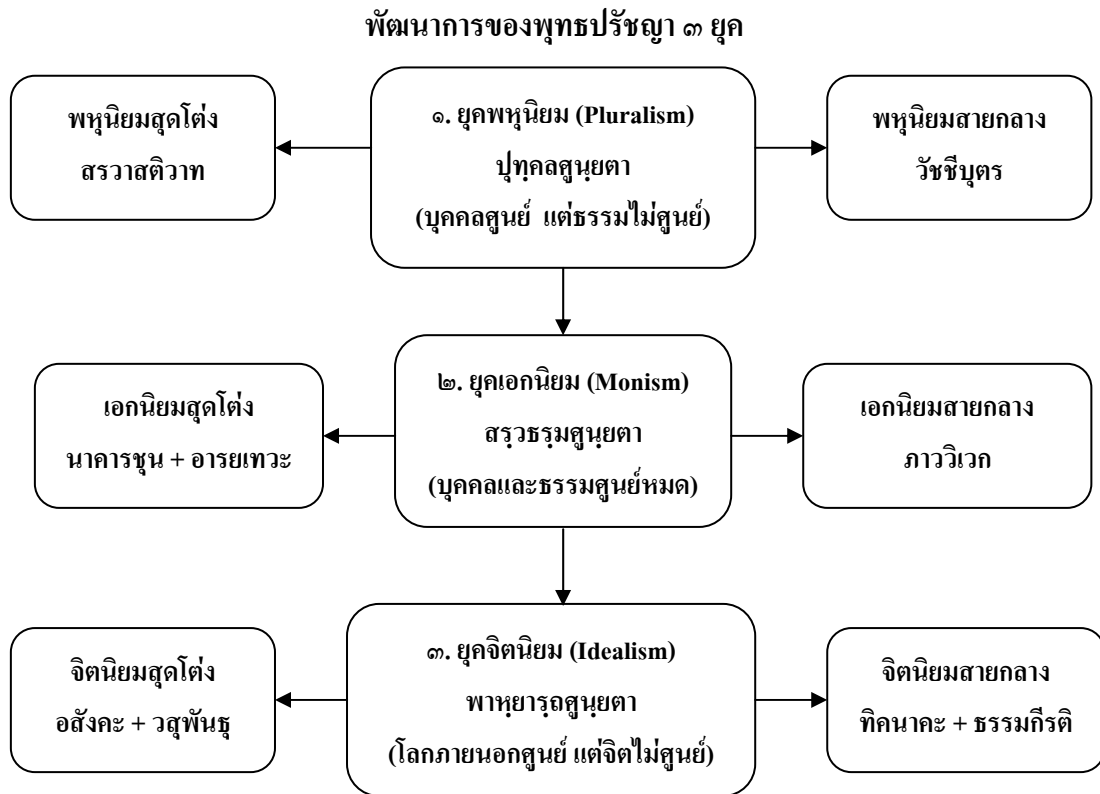 พัฒนาการของพุทธปรัชญา ๓ ยุค
พหุนิยมสุดโต่ง
สรวาสติวาท
๑. ยุคพหุนิยม (Pluralism)
ปุทฺคลศูนฺยตา
(บุคคลศูนย์ แต่ธรรมไม่ศูนย์)
พหุนิยมสายกลาง
วัชชีบุตร
เอกนิยมสุดโต่ง
นาคารชุน + อารยเทวะ
๒. ยุคเอกนิยม (Monism)
สรฺวธรฺมศูนฺยตา
(บุคคลและธรรมศูนย์หมด)
เอกนิยมสายกลาง
ภาววิเวก
จิตนิยมสุดโต่ง
อสังคะ + วสุพันธุ
๓. ยุคจิตนิยม (Idealism)
พาหฺยารฺถศูนฺยตา
(โลกภายนอกศูนย์ แต่จิตไม่ศูนย์)
จิตนิยมสายกลาง
ทิคนาคะ + ธรรมกีรติ